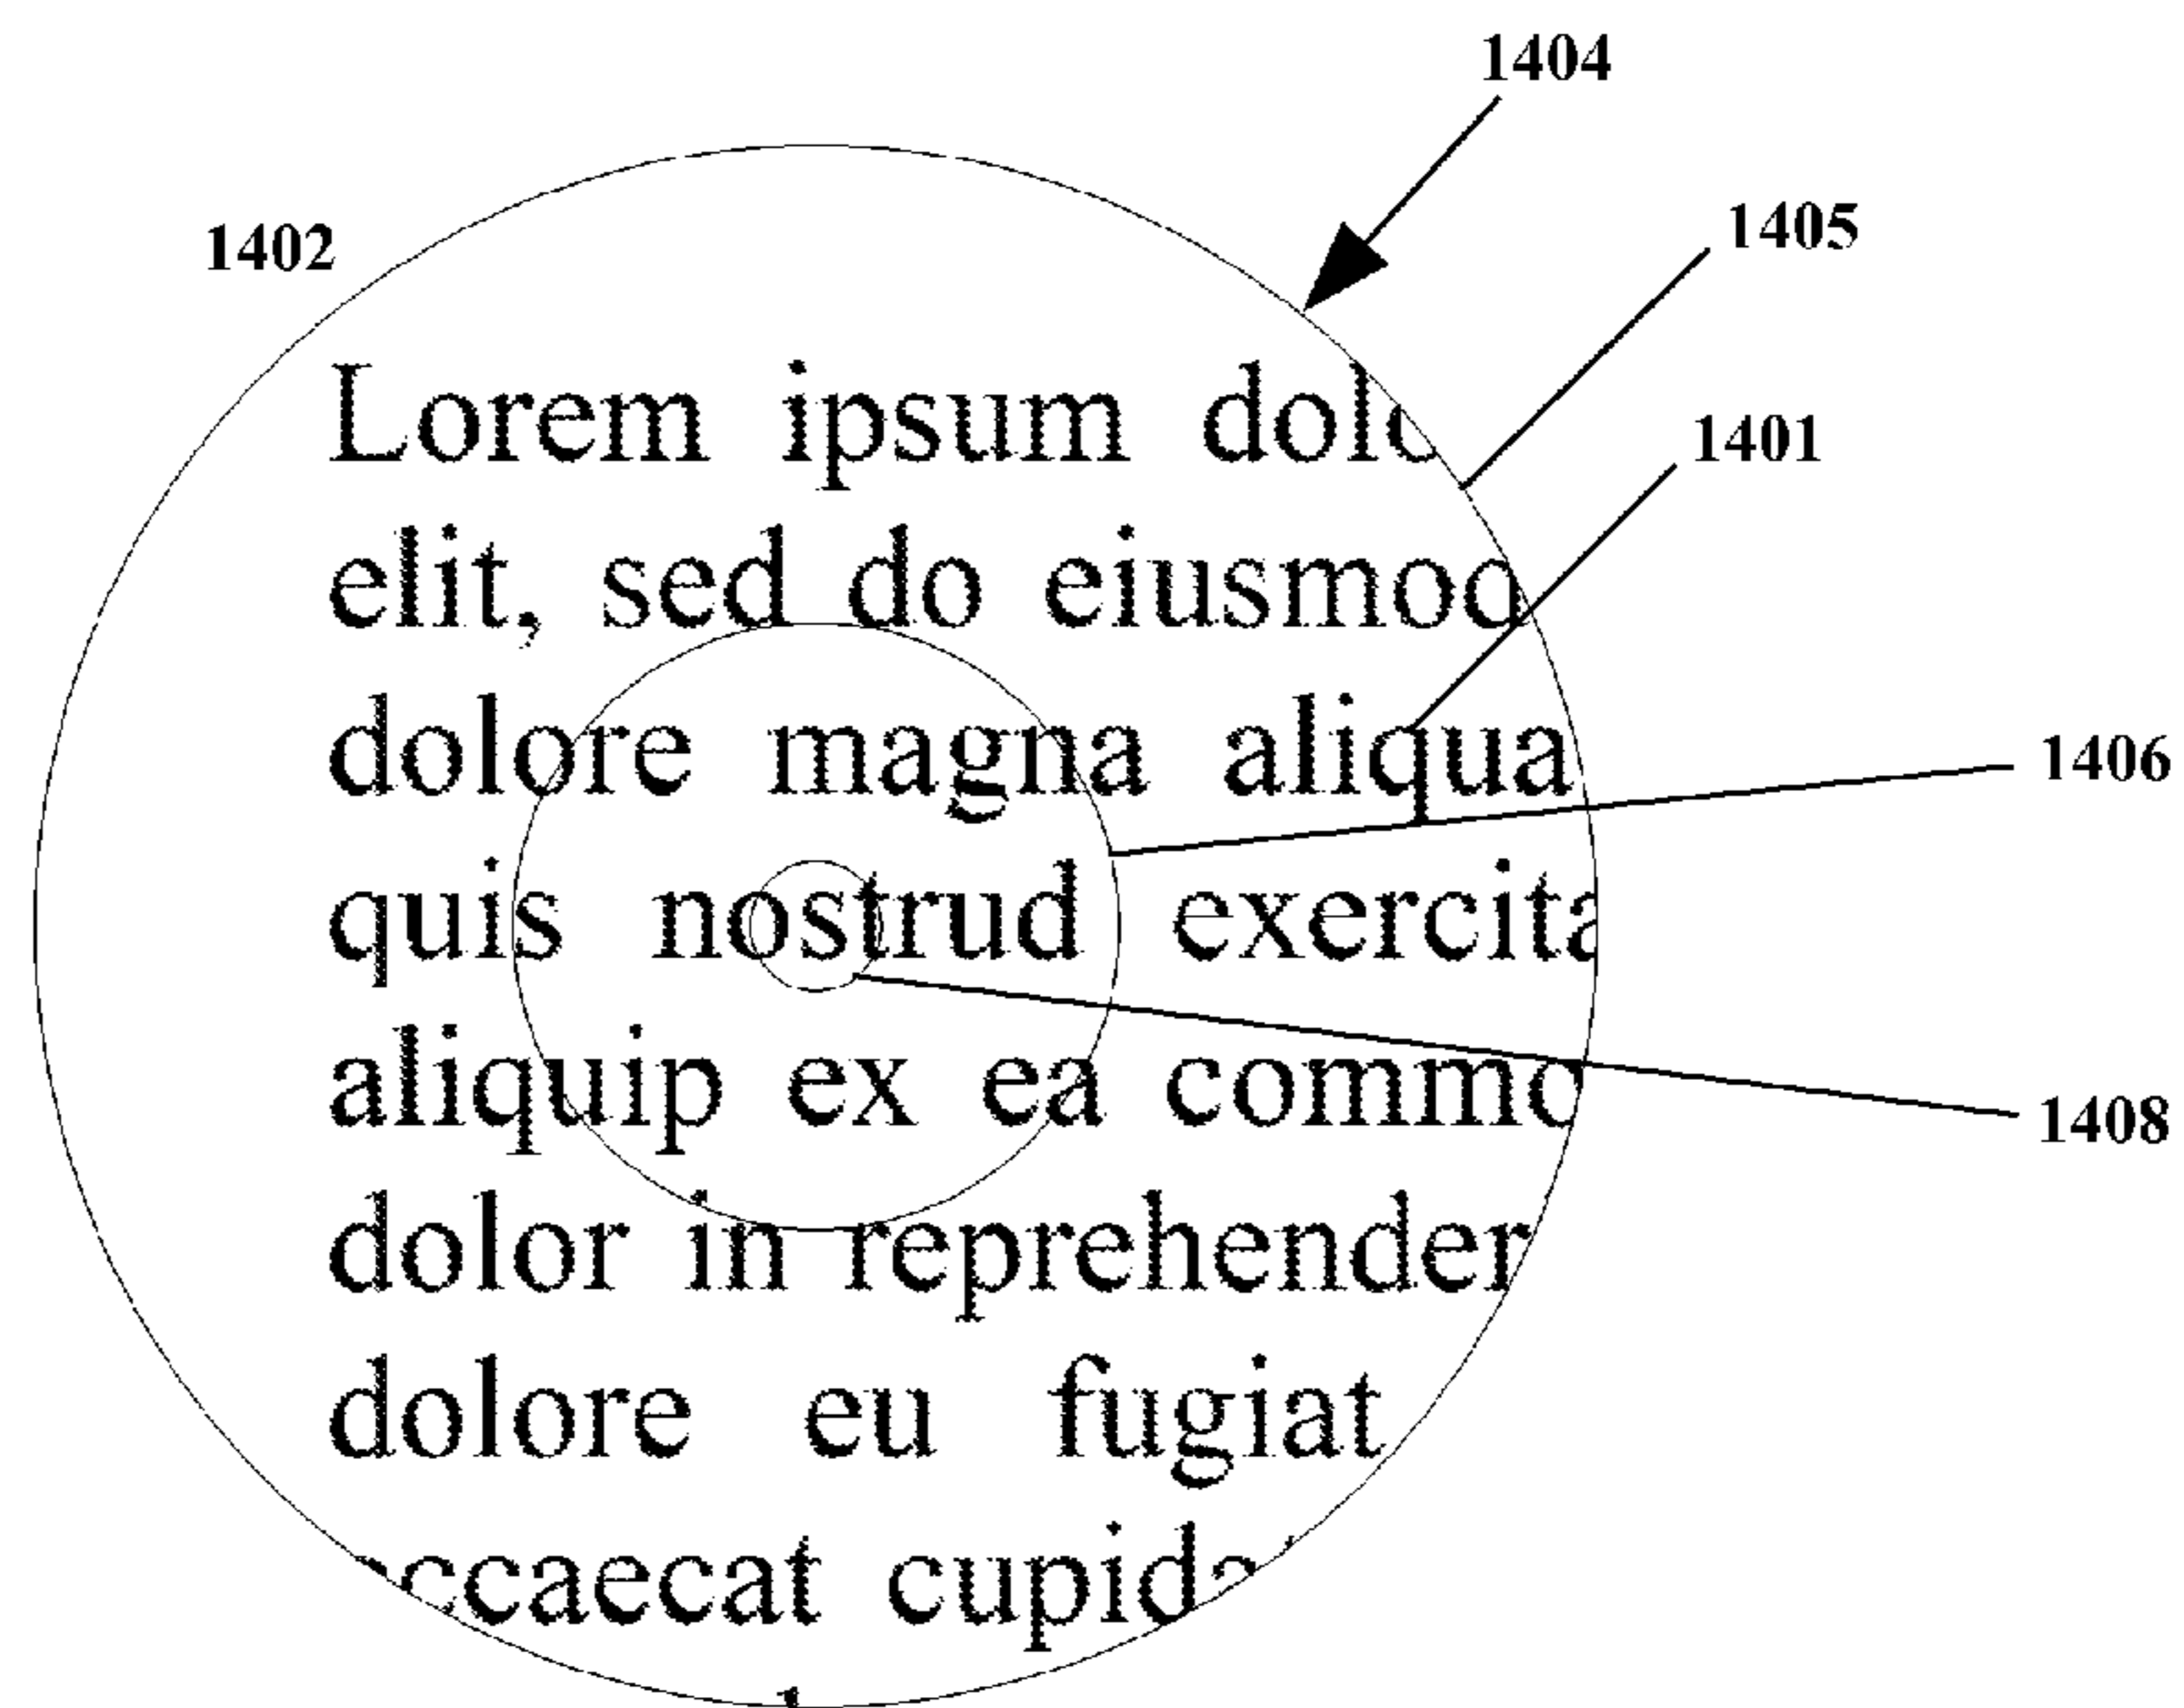 1404
1405
1402
Lorem ipsum dolo
1401
elit, sed do eiusmod
dolore magna aliqua
1406
quis nostrud exercita
aliquip ex ea commo
1408
dolor in reprehender
dolore eu fugiat
ccaecat cupida